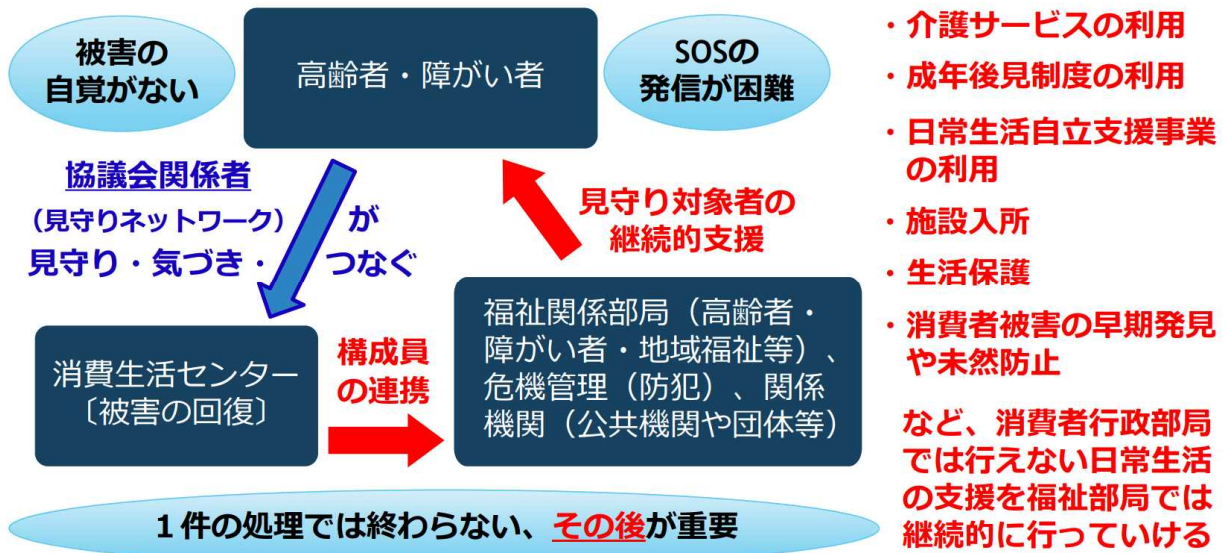 被害の
自覚がない
高齢者・障がい者
SOSの
発信が困難
協議会関係者
（見守りネットワーク）が
見守り・気づき・つなぐ
見守り対象者の
継続的支援
消費生活センター
〔被害の回復〕
構成員
の連携
福祉関係部局（高齢者・
障がい者・地域福祉等）、
危機管理（防犯）、関係
機関（公共機関や団体等）
１件の処理では終わらない、その後が重要
・介護サービスの利用
・成年後見制度の利用
・日常生活自立支援事業
の利用
・施設入所
・生活保護
・消費者被害の早期発見
や未然防止
など、消費者行政部局
では行えない日常生活
の支援を福祉部局では
継続的に行っていける